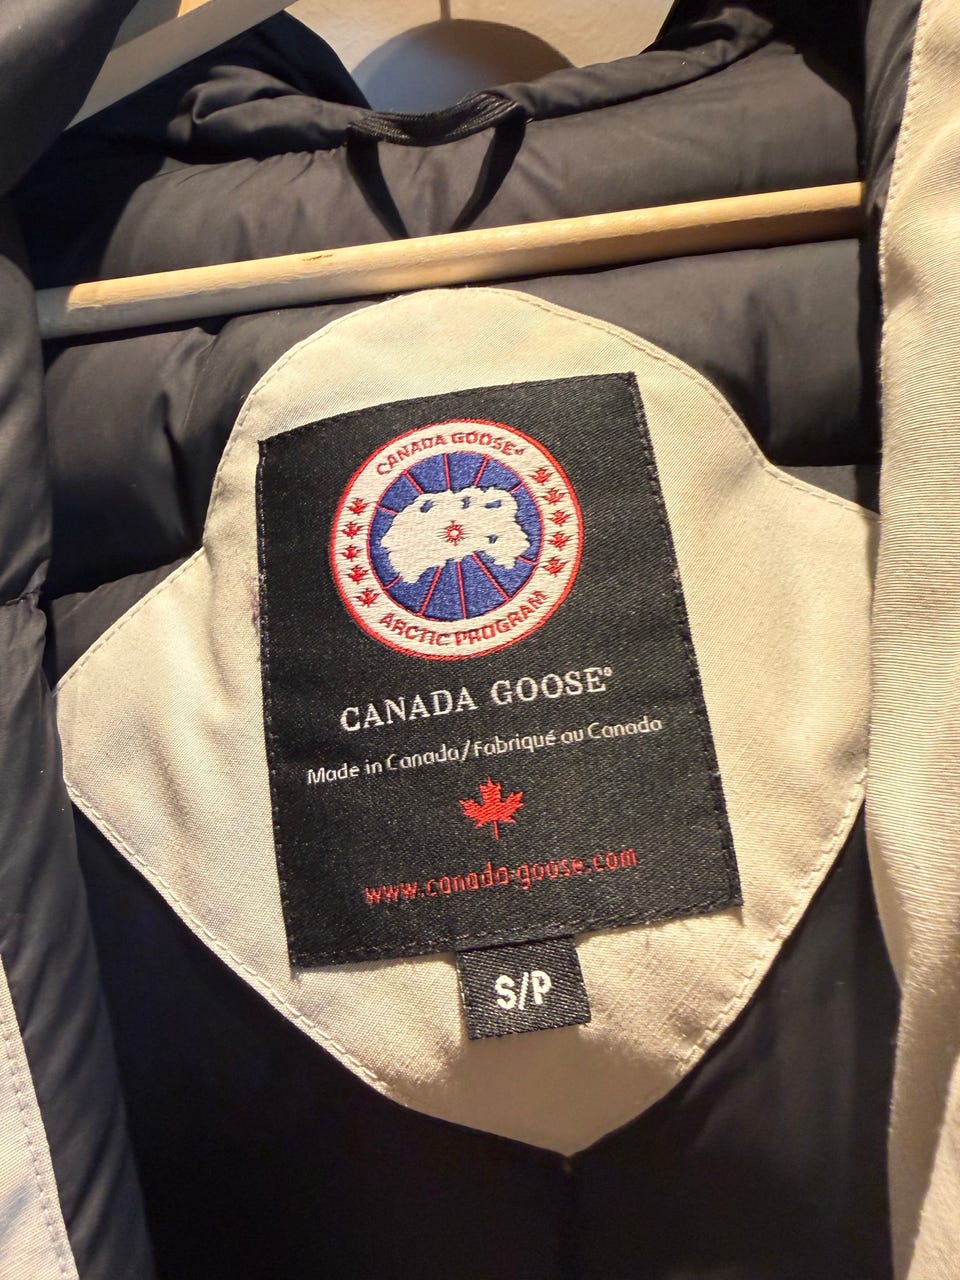 CANADA GOOSE®
ARCTIC PROGRAM
CANADA GOOSE®
Made in Canada/Fabriqué au Canada
www.canada-goose.com
S/P